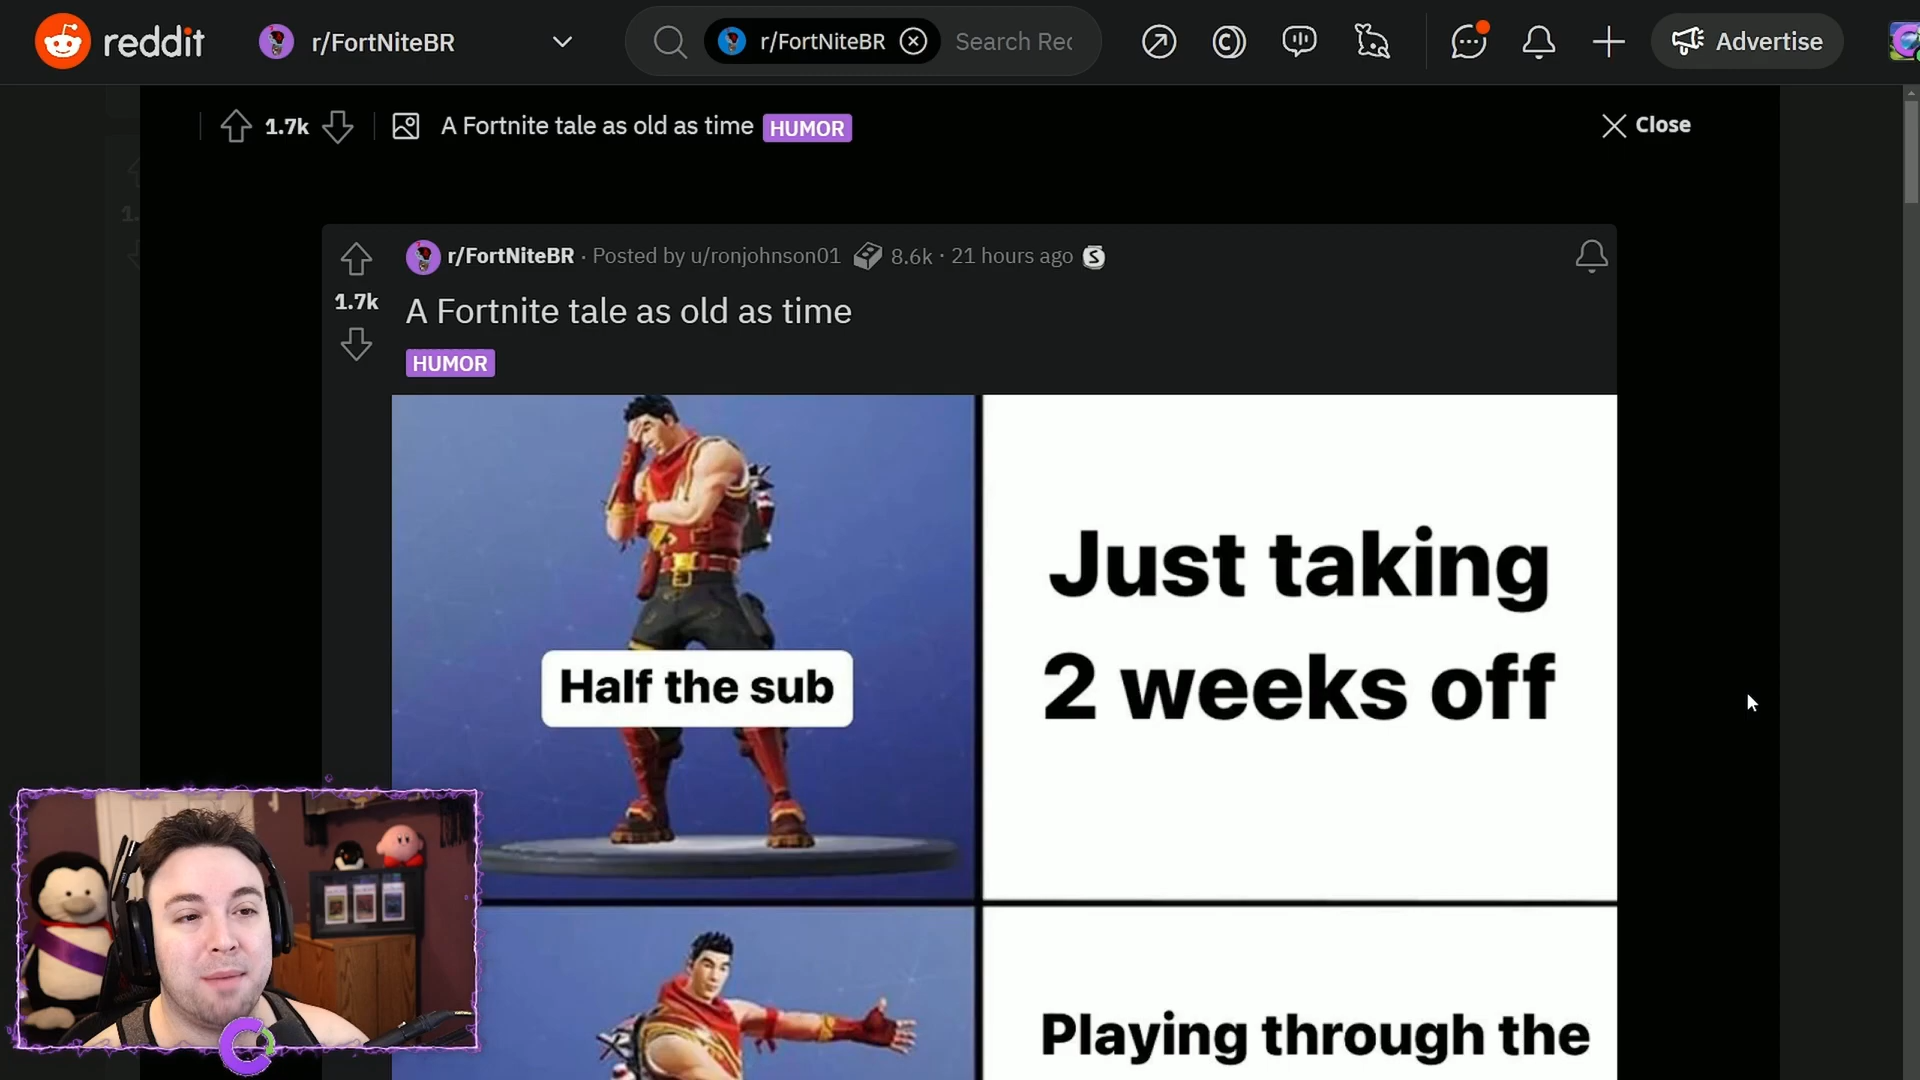 reddit
r/FortNiteBR
r/FortNiteBR
Search Rec
Advertise
1.7k
A Fortnite tale as old as time
HUMOR
Close
r/FortNiteBR · Posted by u/ronjohnson01 8.6k · 21 hours ago
1.7k
A Fortnite tale as old as time
HUMOR
Half the sub
Just taking
2 weeks off
Playing through the